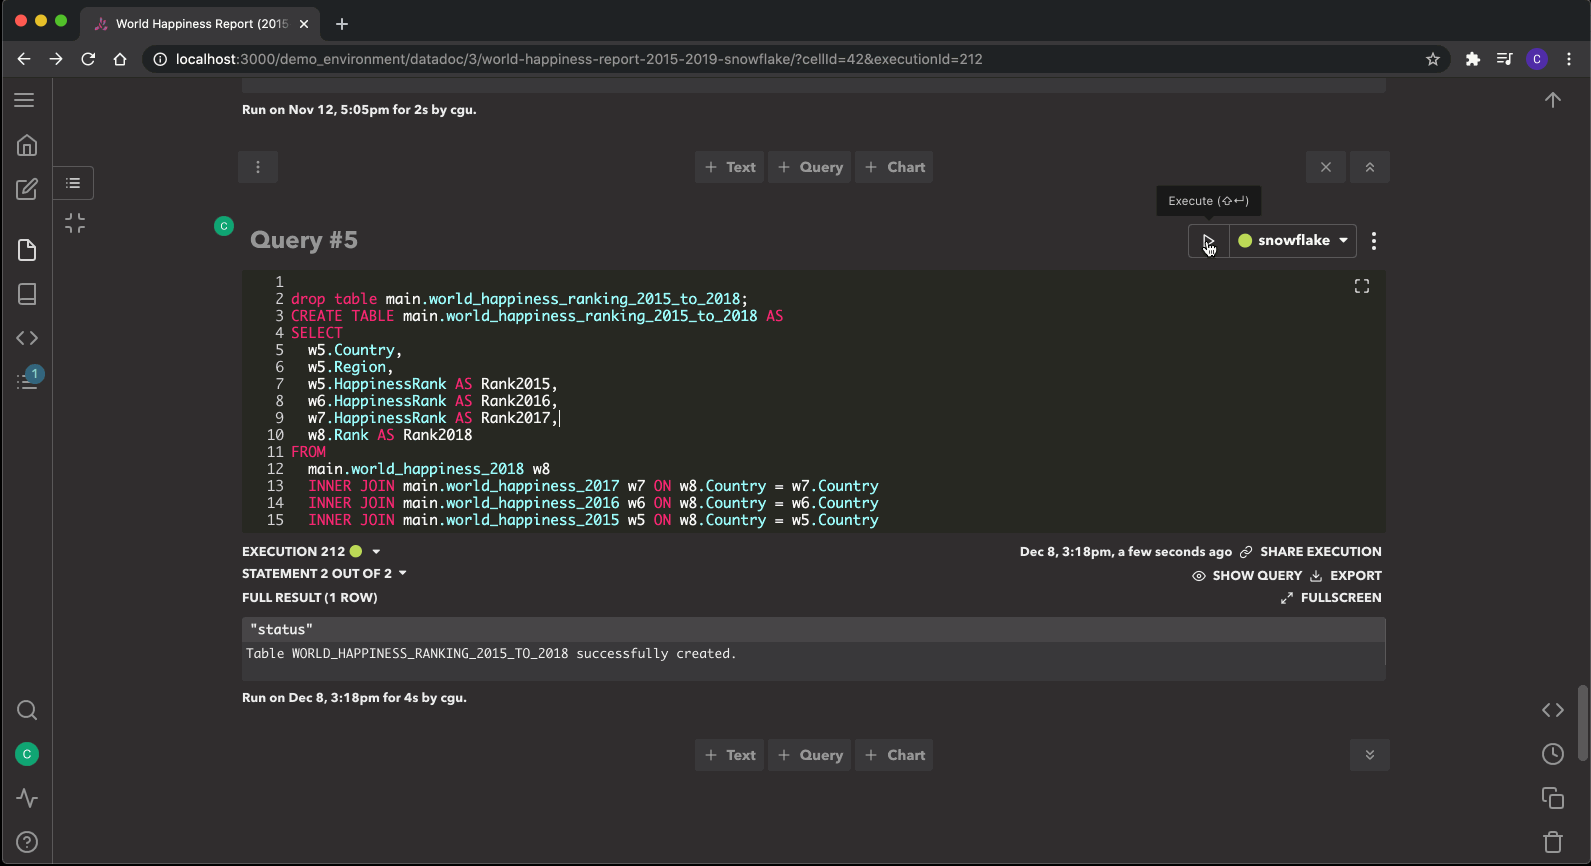 World Happiness Report (2015
localhost:3000/demo_environment/datadoc/3/world-happiness-report-2015-2019-snowflake/?cellId=42&executionId=212
C
Run on Nov 12, 5:05pm for 2s by cgu.
+ Text + Query + Chart
Execute (⇧↵)
C
Query #5
snowflake
1
2 drop table main.world_happiness_ranking_2015_to_2018;
3 CREATE TABLE main.world_happiness_ranking_2015_to_2018 AS
4 SELECT
5 w5.Country,
6 w5.Region,
7 w5.HappinessRank AS Rank2015,
8 w6.HappinessRank AS Rank2016,
9 w7.HappinessRank AS Rank2017,
10 w8.Rank AS Rank2018
11 FROM
12 main.world_happiness_2018 w8
13 INNER JOIN main.world_happiness_2017 w7 ON w8.Country = w7.Country
14 INNER JOIN main.world_happiness_2016 w6 ON w8.Country = w6.Country
15 INNER JOIN main.world_happiness_2015 w5 ON w8.Country = w5.Country
1
EXECUTION 212
Dec 8, 3:18pm, a few seconds ago SHARE EXECUTION
STATEMENT 2 OUT OF 2
SHOW QUERY EXPORT
FULL RESULT (1 ROW)
FULLSCREEN
"status"
Table WORLD_HAPPINESS_RANKING_2015_TO_2018 successfully created.
Run on Dec 8, 3:18pm for 4s by cgu.
+ Text + Query + Chart
C